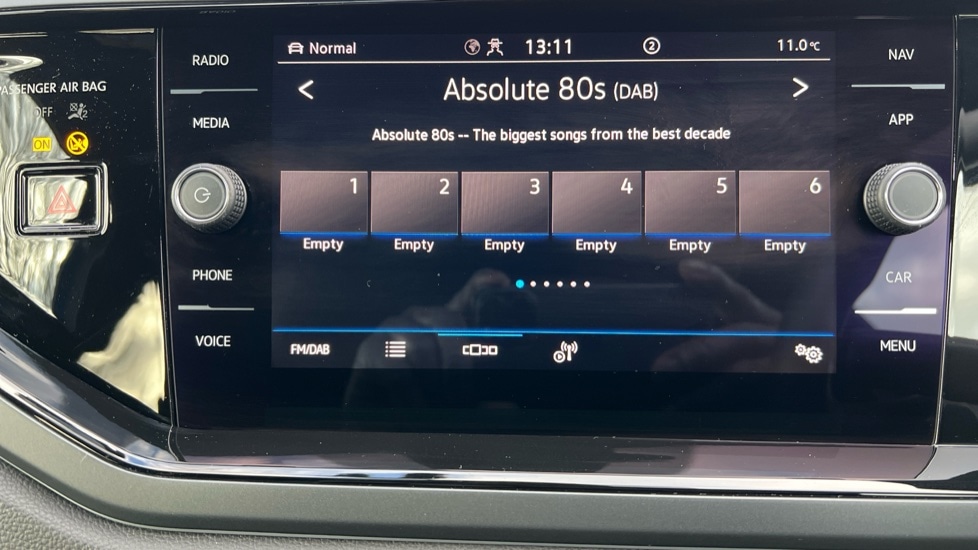 PASSENGER AIR BAG
OFF
ON
RADIO
MEDIA
PHONE
VOICE
Normal
13:11
2
11.0°C
< Absolute 80s (DAB) >
Absolute 80s -- The biggest songs from the best decade
1 2 3 4 5 6
Empty Empty Empty Empty Empty Empty
FM/DAB
NAV
APP
CAR
MENU